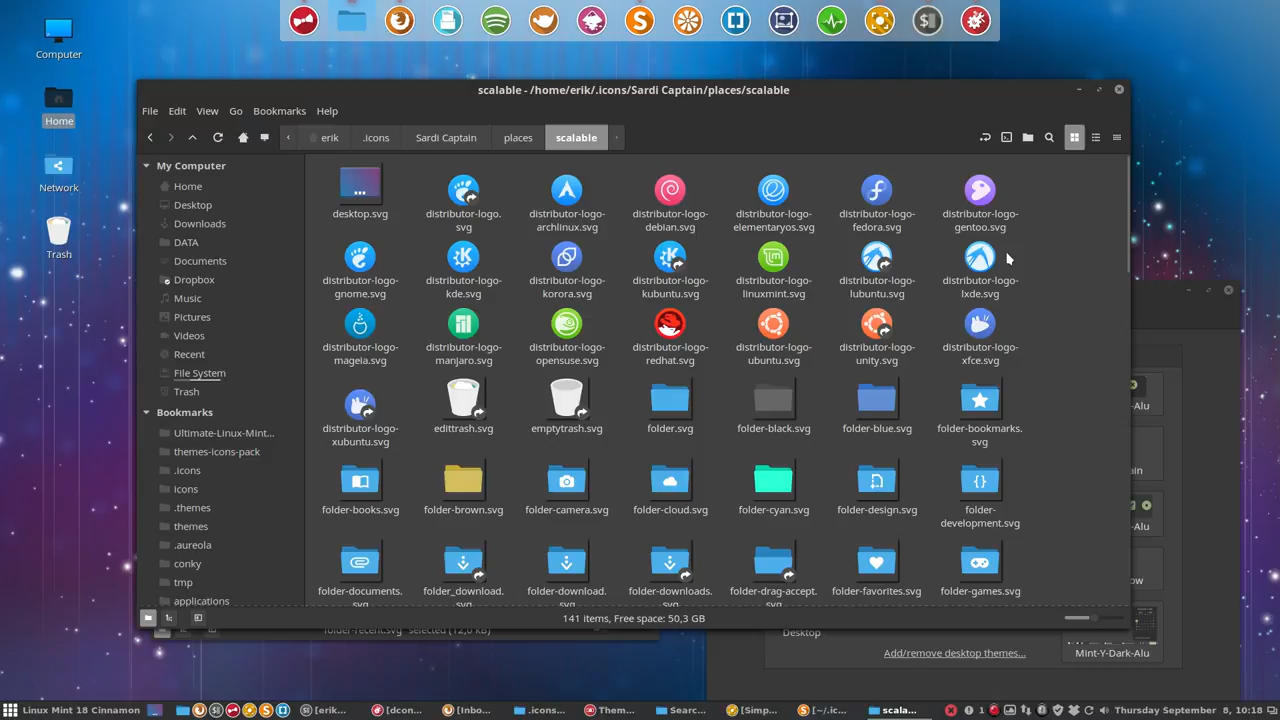 Computer
Home
Network
Trash
scalable - /home/erik/.icons/Sardi Captain/places/scalable
File Edit View Go Bookmarks Help
erik .icons Sardi Captain places scalable
My Computer
Home
Desktop
Downloads
DATA
Documents
Dropbox
Music
Pictures
Videos
Recent
File System
Trash
Bookmarks
Ultimate-Linux-Mint...
themes-icons-pack
.icons
icons
.themes
themes
.aureola
conky
tmp
applications
desktop.svg
distributor-logo.
svg
distributor-logo-
archlinux.svg
distributor-logo-
debian.svg
distributor-logo-
elementaryos.svg
distributor-logo-
fedora.svg
distributor-logo-
gentoo.svg
distributor-logo-
gnome.svg
distributor-logo-
kde.svg
distributor-logo-
korora.svg
distributor-logo-
kubuntu.svg
distributor-logo-
linuxmint.svg
distributor-logo-
lubuntu.svg
distributor-logo-
lxde.svg
distributor-logo-
mageia.svg
distributor-logo-
manjaro.svg
distributor-logo-
opensuse.svg
distributor-logo-
redhat.svg
distributor-logo-
ubuntu.svg
distributor-logo-
unity.svg
distributor-logo-
xfce.svg
distributor-logo-
xubuntu.svg
edittrash.svg
emptytrash.svg
folder.svg
folder-black.svg
folder-blue.svg
folder-bookmarks.
svg
folder-books.svg
folder-brown.svg
folder-camera.svg
folder-cloud.svg
folder-cyan.svg
folder-design.svg
folder-
development.svg
folder-documents.
svg
folder_download.
svg
folder-download.
svg
folder-downloads.
svg
folder-drag-accept.
svg
folder-favorites.svg
folder-games.svg
141 items, Free space: 50,3 GB
-Alu
ain
-Alu
ow
Desktop
Add/remove desktop themes...
Mint-Y-Dark-Alu
Linux Mint 18 Cinnamon
[erik...
[dcon...
[Inbo...
.icons...
Them...
Searc...
[Simp...
[~/.ic...
scala...
1
Thursday September 8, 10:18